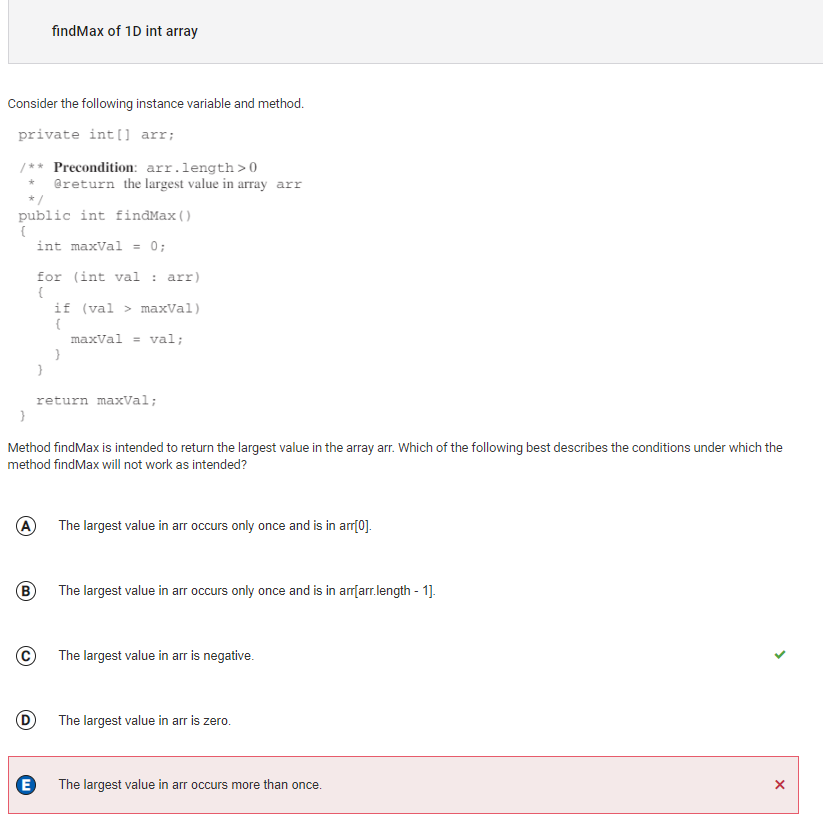 findMax of 1D int array
Consider the following instance variable and method.
private int[] arr;
/** Precondition: arr.length > 0
* @return the largest value in array arr
*/
public int findMax()
{
int maxVal = 0;
for (int val : arr)
{
if (val > maxVal)
{
maxVal = val;
}
}
return maxVal;
}
Method findMax is intended to return the largest value in the array arr. Which of the following best describes the conditions under which the
method findMax will not work as intended?
A The largest value in arr occurs only once and is in arr[0].
B The largest value in arr occurs only once and is in arr[arr.length - 1].
C The largest value in arr is negative.
D The largest value in arr is zero.
E The largest value in arr occurs more than once.